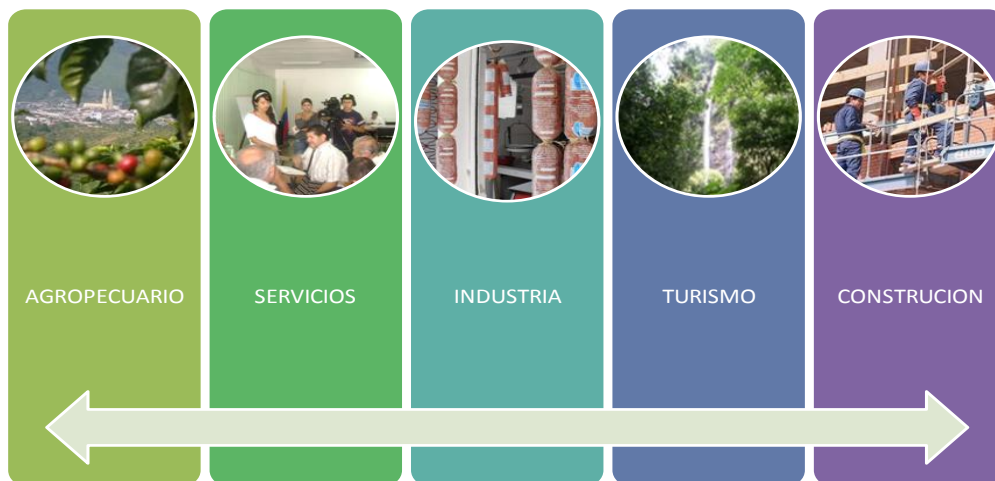 AGROPECUARIO
SERVICIOS
INDUSTRIA
TURISMO
CONSTRUCION